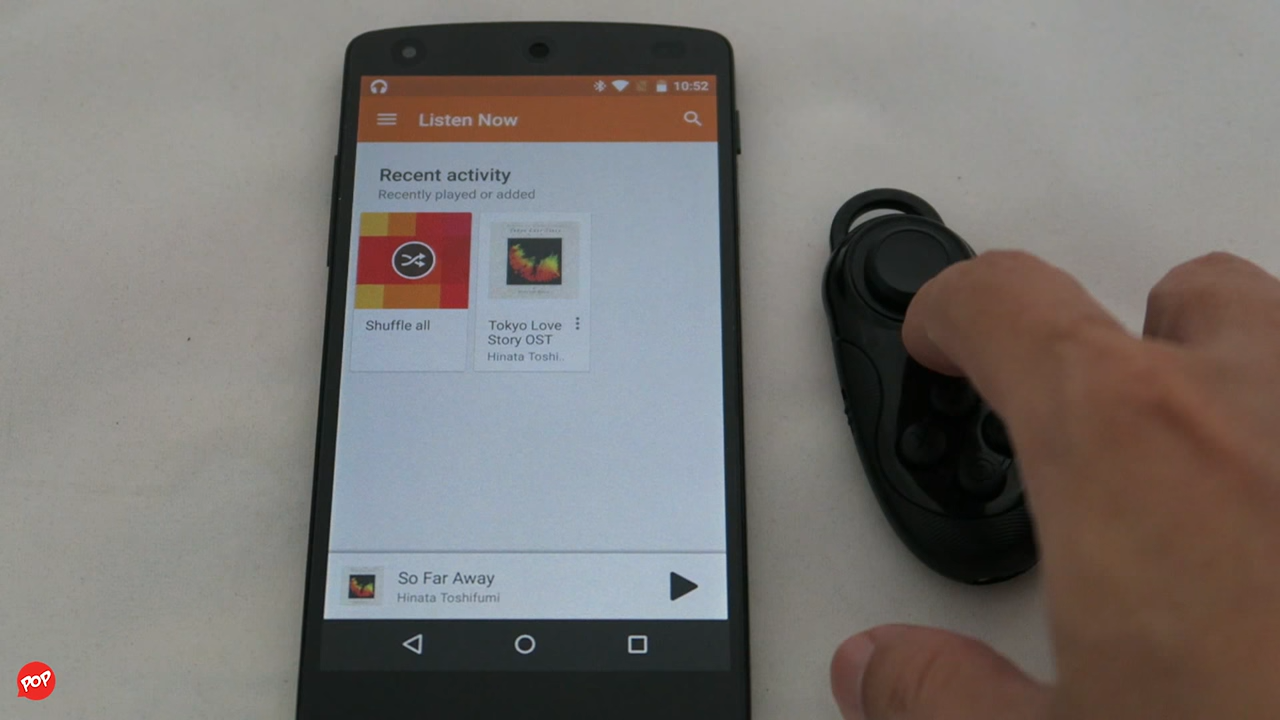 10:52
Listen Now
Recent activity
Recently played or added
Shuffle all
Tokyo Love
Story OST
Hinata Toshi..
So Far Away
Hinata Toshifumi
POP